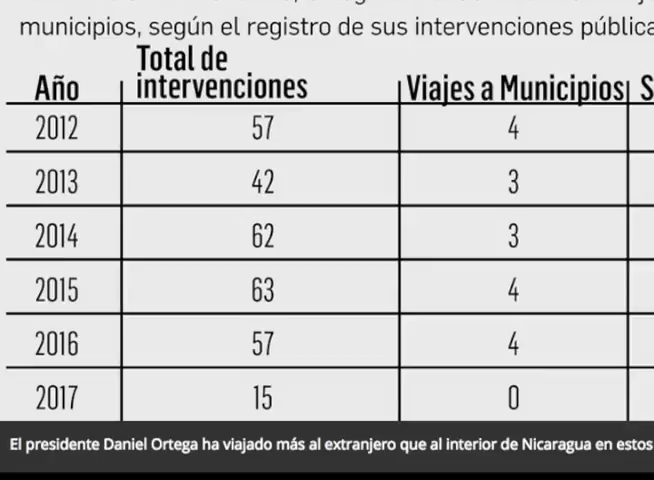 municipios, según el registro de sus intervenciones pública
Total de
Año intervenciones Viajes a Municipios S
2012 57 4
2013 42 3
2014 62 3
2015 63 4
2016 57 4
2017 15 0
El presidente Daniel Ortega ha viajado más al extranjero que al interior de Nicaragua en estos